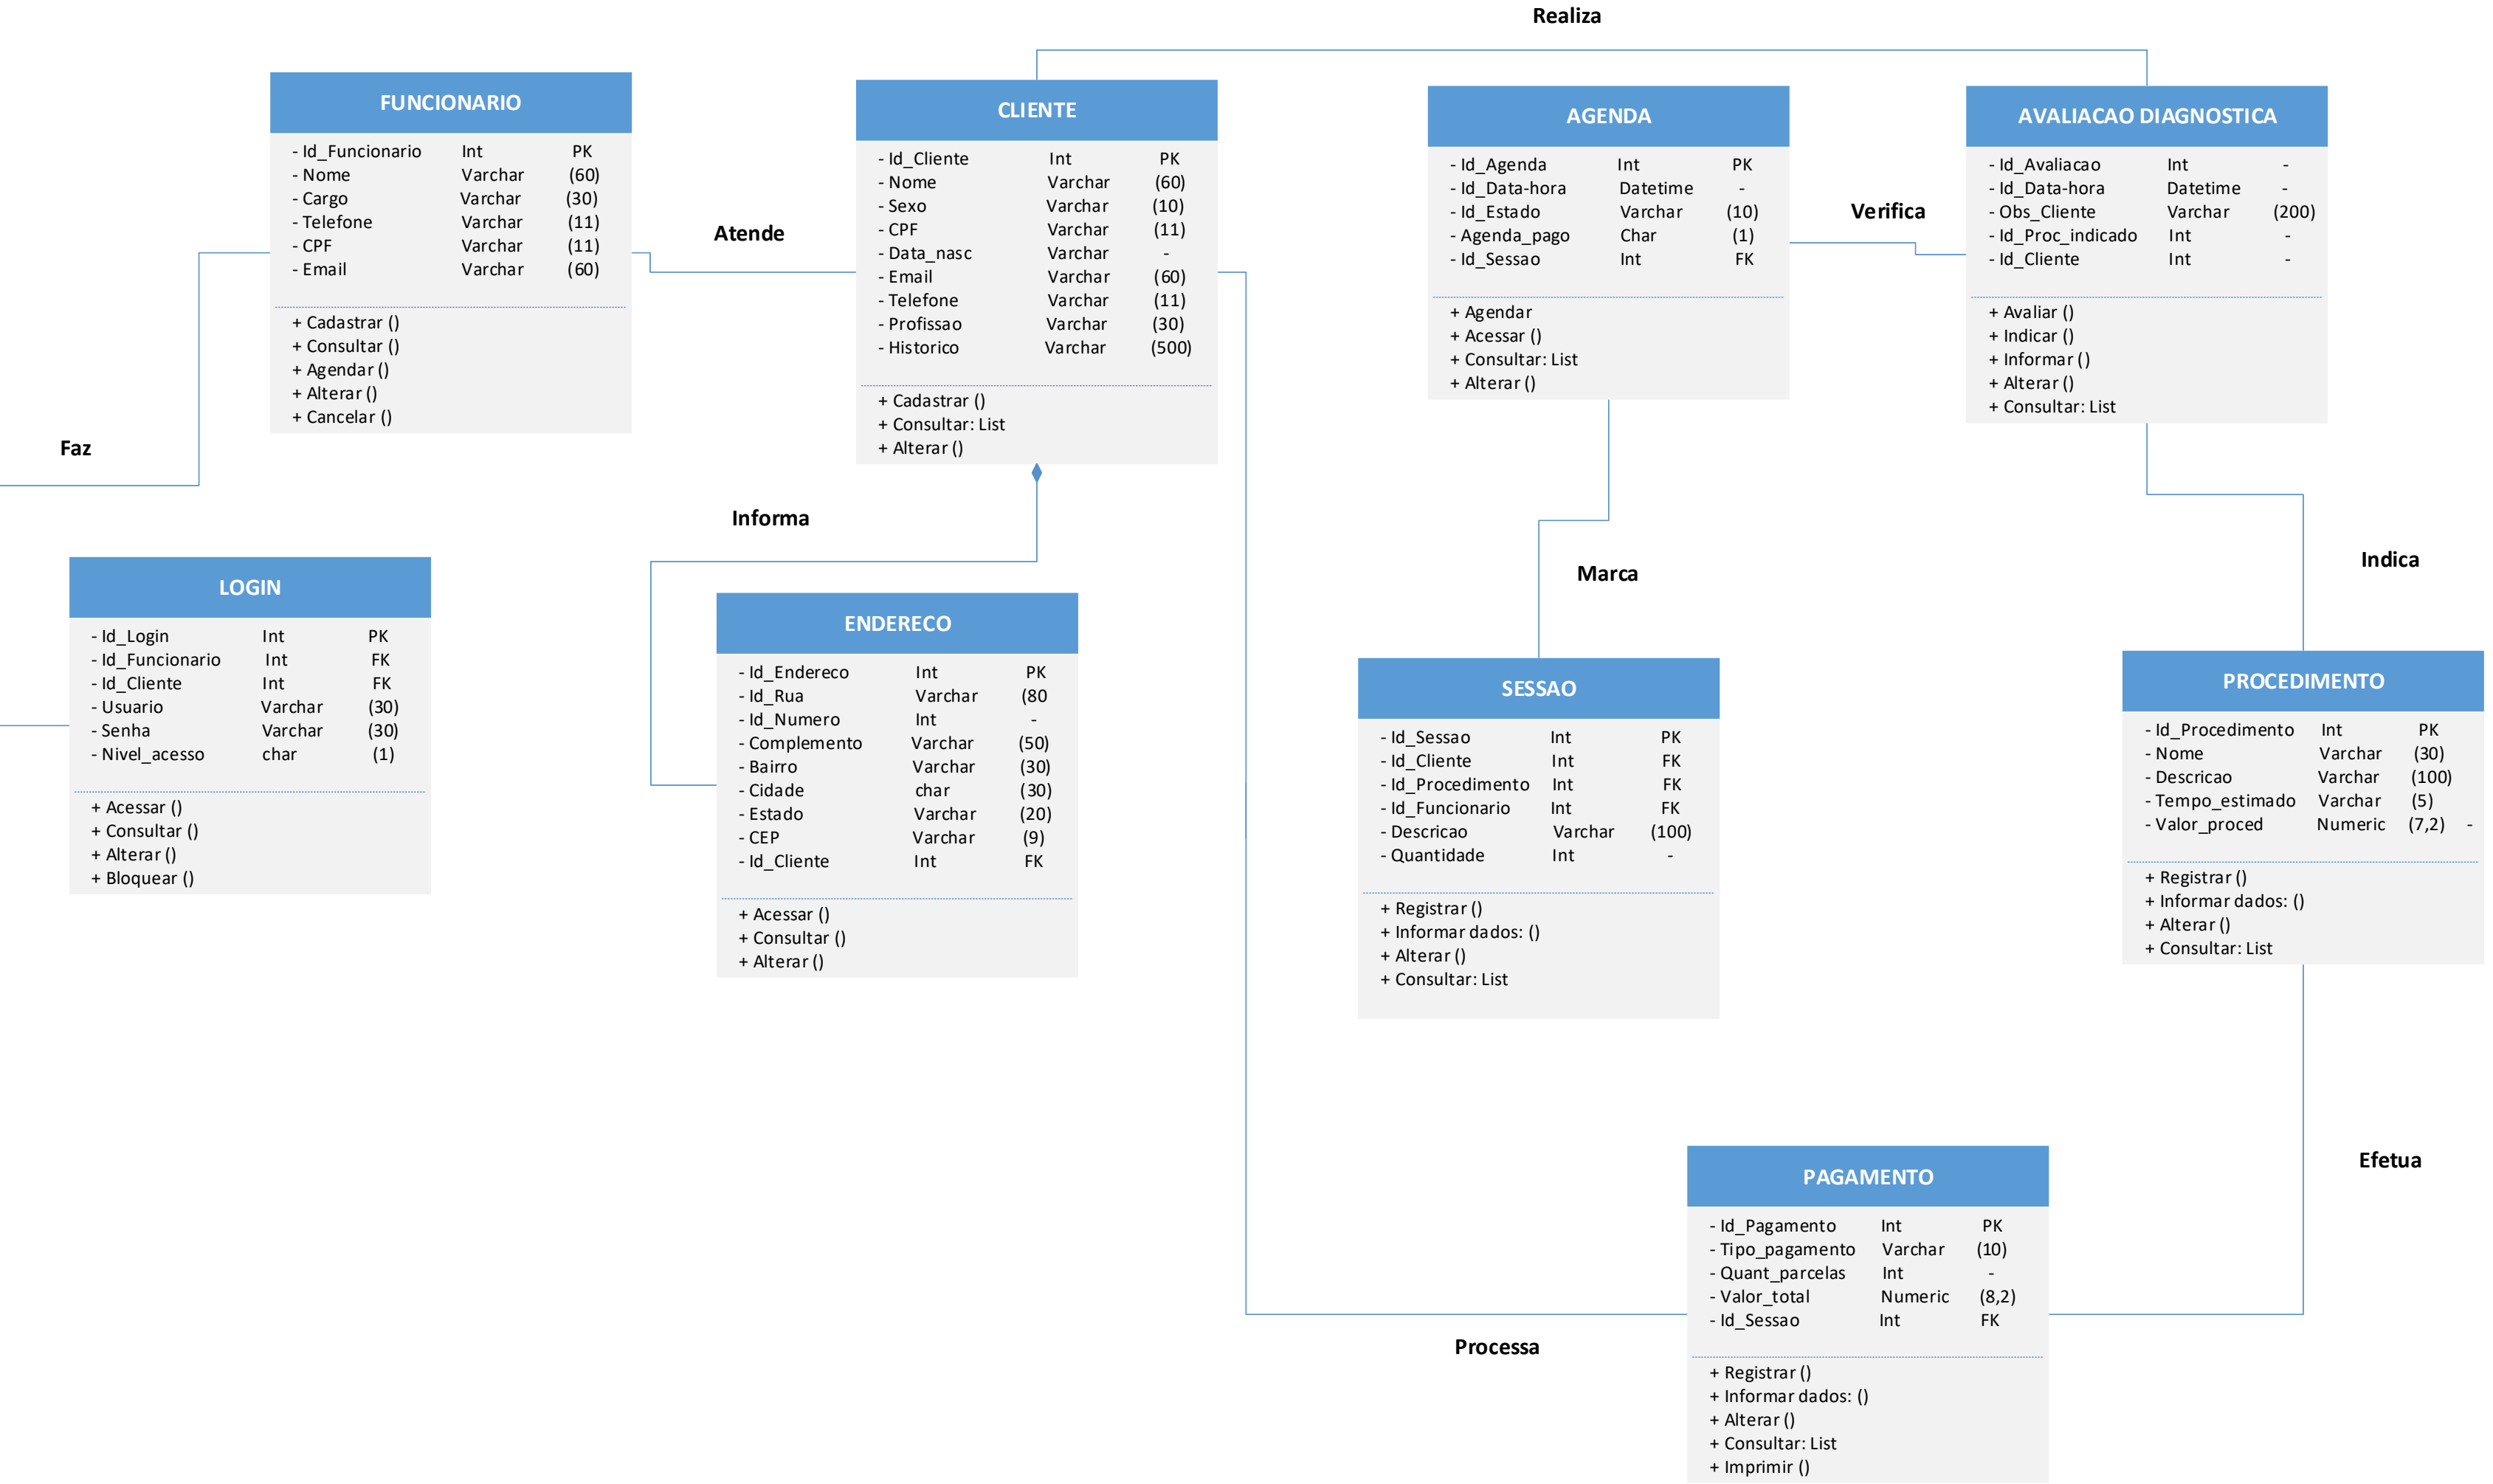 Realiza
FUNCIONARIO
- Id_Funcionario Int PK
- Nome Varchar (60)
- Cargo Varchar (30)
- Telefone Varchar (11)
- CPF Varchar (11)
- Email Varchar (60)
+ Cadastrar ()
+ Consultar ()
+ Agendar ()
+ Alterar ()
+ Cancelar ()
Atende
CLIENTE
- Id_Cliente Int PK
- Nome Varchar (60)
- Sexo Varchar (10)
- CPF Varchar (11)
- Data_nasc Varchar -
- Email Varchar (60)
- Telefone Varchar (11)
- Profissao Varchar (30)
- Historico Varchar (500)
+ Cadastrar ()
+ Consultar: List
+ Alterar ()
AGENDA
- Id_Agenda Int PK
- Id_Data-hora Datetime -
- Id_Estado Varchar (10)
- Agenda_pago Char (1)
- Id_Sessao Int FK
+ Agendar
+ Acessar ()
+ Consultar: List
+ Alterar ()
Verifica
AVALIACAO DIAGNOSTICA
- Id_Avaliacao Int -
- Id_Data-hora Datetime -
- Obs_Cliente Varchar (200)
- Id_Proc_indicado Int -
- Id_Cliente Int -
+ Avaliar ()
+ Indicar ()
+ Informar ()
+ Alterar ()
+ Consultar: List
Faz
Informa
Marca
Indica
LOGIN
- Id_Login Int PK
- Id_Funcionario Int FK
- Id_Cliente Int FK
- Usuario Varchar (30)
- Senha Varchar (30)
- Nivel_acesso char (1)
+ Acessar ()
+ Consultar ()
+ Alterar ()
+ Bloquear ()
ENDERECO
- Id_Endereco Int PK
- Id_Rua Varchar (80
- Id_Numero Int -
- Complemento Varchar (50)
- Bairro Varchar (30)
- Cidade char (30)
- Estado Varchar (20)
- CEP Varchar (9)
- Id_Cliente Int FK
+ Acessar ()
+ Consultar ()
+ Alterar ()
SESSAO
- Id_Sessao Int PK
- Id_Cliente Int FK
- Id_Procedimento Int FK
- Id_Funcionario Int FK
- Descricao Varchar (100)
- Quantidade Int -
+ Registrar ()
+ Informar dados: ()
+ Alterar ()
+ Consultar: List
PROCEDIMENTO
- Id_Procedimento Int PK
- Nome Varchar (30)
- Descricao Varchar (100)
- Tempo_estimado Varchar (5)
- Valor_proced Numeric (7,2) -
+ Registrar ()
+ Informar dados: ()
+ Alterar ()
+ Consultar: List
Efetua
Processa
PAGAMENTO
- Id_Pagamento Int PK
- Tipo_pagamento Varchar (10)
- Quant_parcelas Int -
- Valor_total Numeric (8,2)
- Id_Sessao Int FK
+ Registrar ()
+ Informar dados: ()
+ Alterar ()
+ Consultar: List
+ Imprimir ()